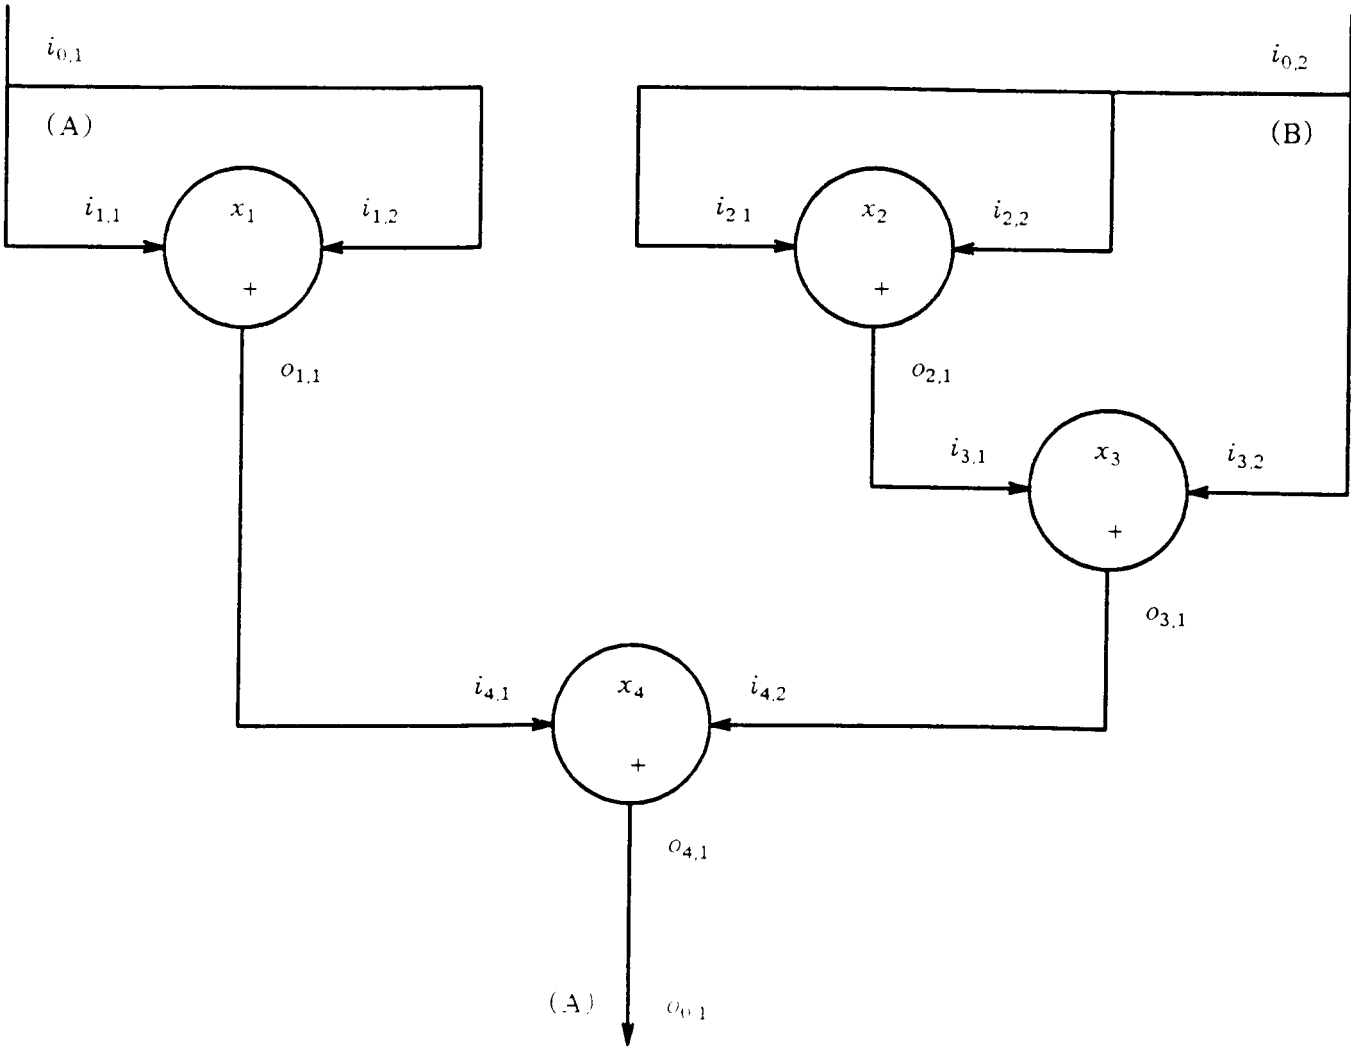 i₀,₁
i₀,₂
(A)
(B)
i₁,₁
x₁
i₁,₂
i₂ ₁
x₂
i₂,₂
+
+
o₁,₁
o₂,₁
i₃,₁
x₃
i₃,₂
+
o₃,₁
i₄,₁
x₄
i₄,₂
+
o₄,₁
(A)
o₀,₁